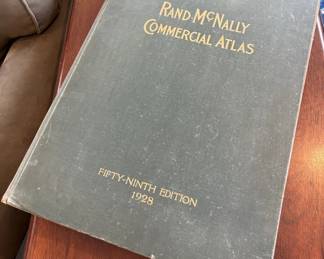 RAND MCNALLY
COMMERCIAL ATLAS
FIFTY-NINTH EDITION
1928